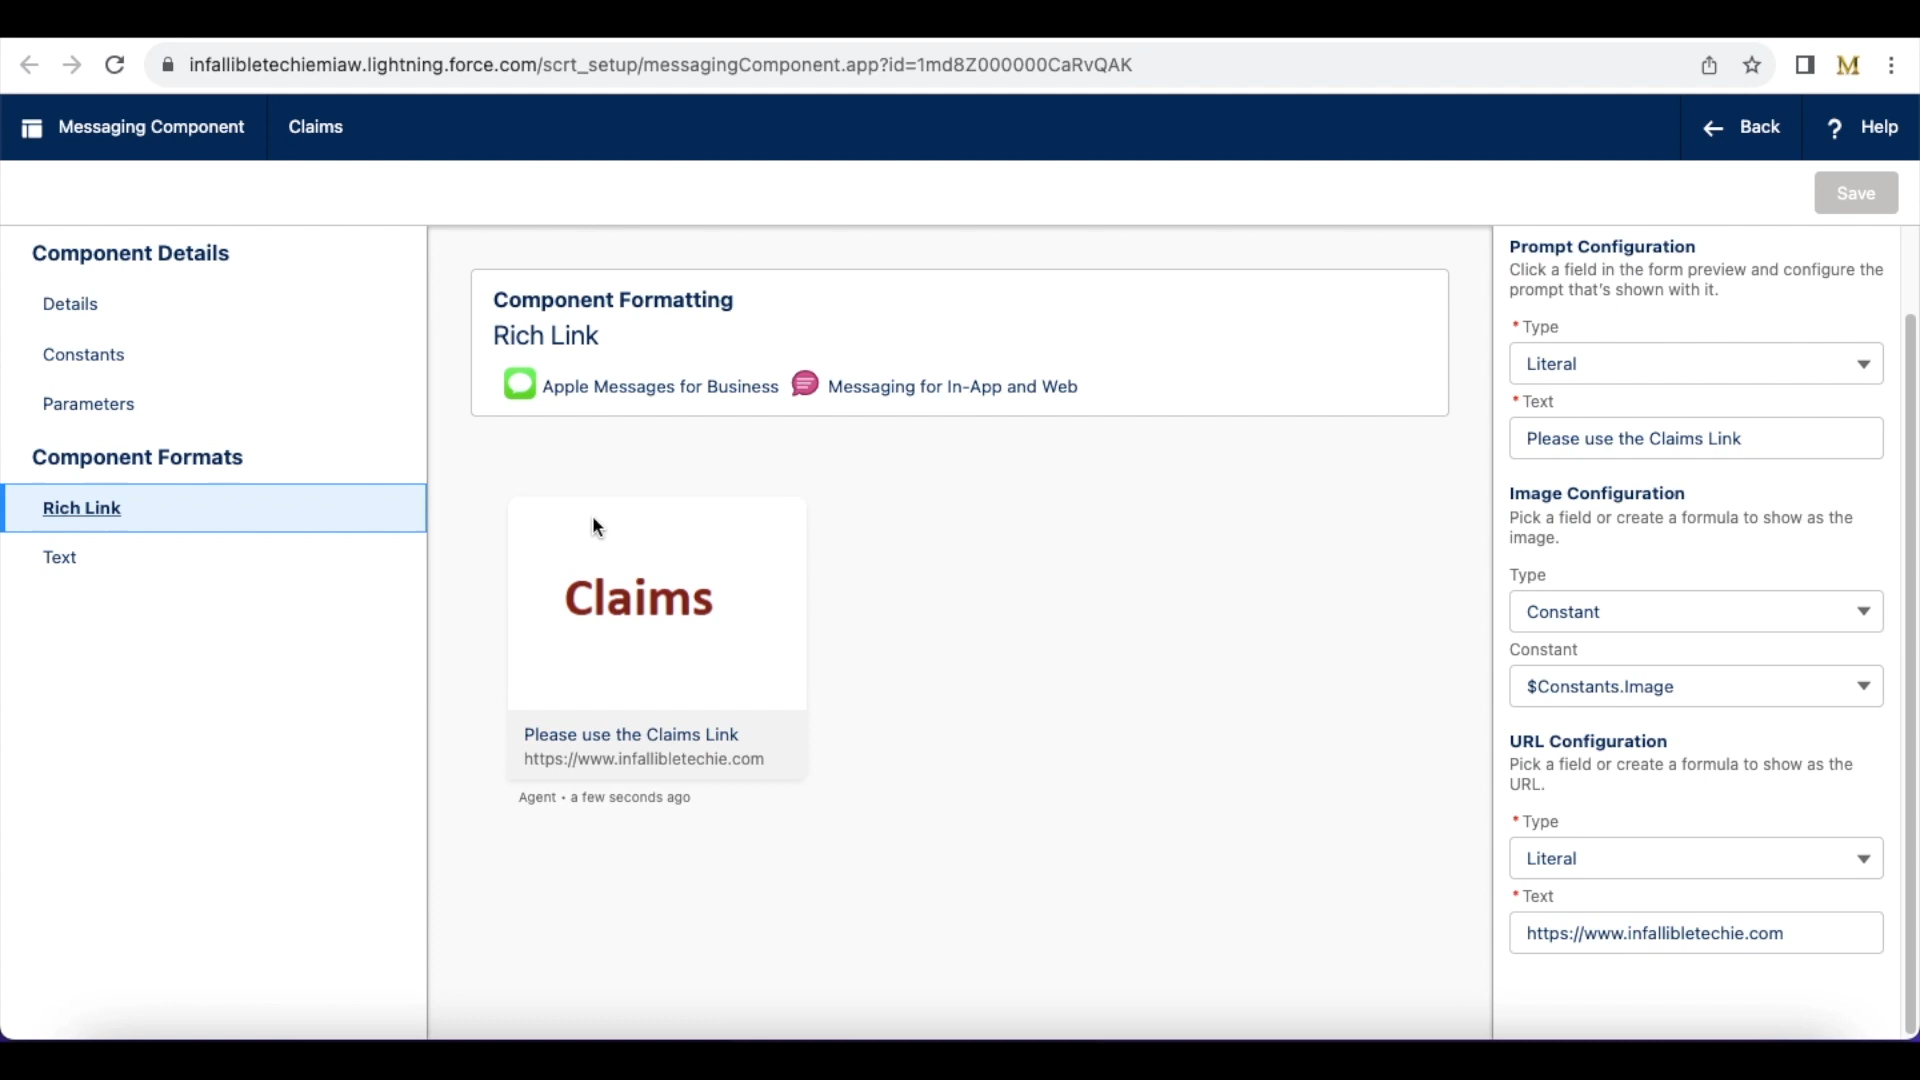 infallibletechiemiaw.lightning.force.com/scrt_setup/messagingComponent.app?id=1md8Z000000CaRvQAK
M
Messaging Component
Claims
Back
? Help
Save
Component Details
Details
Constants
Parameters
Component Formats
Rich Link
Text
Component Formatting
Rich Link
Apple Messages for Business
Messaging for In-App and Web
Claims
Please use the Claims Link
https://www.infallibletechie.com
Agent • a few seconds ago
Prompt Configuration
Click a field in the form preview and configure the
prompt that's shown with it.
* Type
Literal
* Text
Please use the Claims Link
Image Configuration
Pick a field or create a formula to show as the
image.
Type
Constant
Constant
$Constants.Image
URL Configuration
Pick a field or create a formula to show as the
URL.
* Type
Literal
* Text
https://www.infallibletechie.com